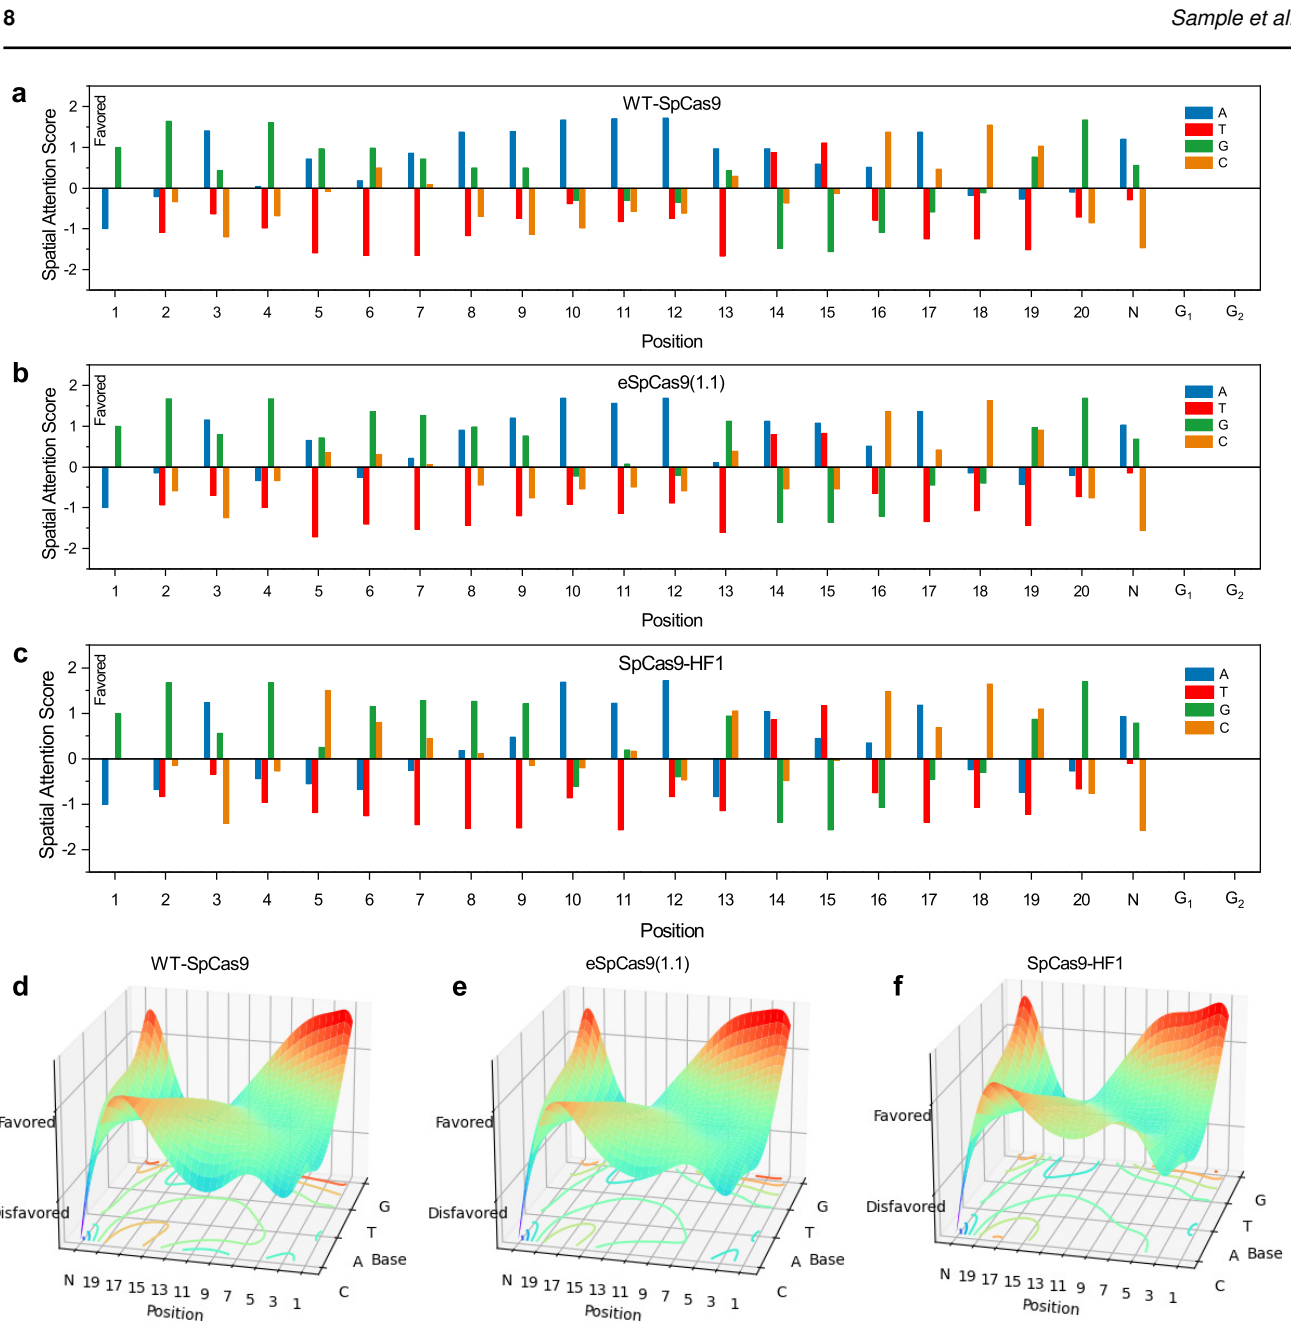 8
Sample et al.
a
WT-SpCas9
Favored
Spatial Attention Score
2
1
0
-1
-2
A
T
G
C
1 2 3 4 5 6 7 8 9 10 11 12 13 14 15 16 17 18 19 20 N G1 G2
Position
b
eSpCas9(1.1)
Favored
Spatial Attention Score
2
1
0
-1
-2
A
T
G
C
1 2 3 4 5 6 7 8 9 10 11 12 13 14 15 16 17 18 19 20 N G1 G2
Position
c
SpCas9-HF1
Favored
Spatial Attention Score
2
1
0
-1
-2
A
T
G
C
1 2 3 4 5 6 7 8 9 10 11 12 13 14 15 16 17 18 19 20 N G1 G2
Position
d
WT-SpCas9
Favored
isfavored
G
T
A Base
C
N 19 17 15 13 11 9 7 5 3 1
Position
e
eSpCas9(1.1)
Favored
Disfavored
G
T
A Base
C
N 19 17 15 13 11 9 7 5 3 1
Position
f
SpCas9-HF1
Favored
Disfavored
G
T
A Base
C
N 19 17 15 13 11 9 7 5 3 1
Position